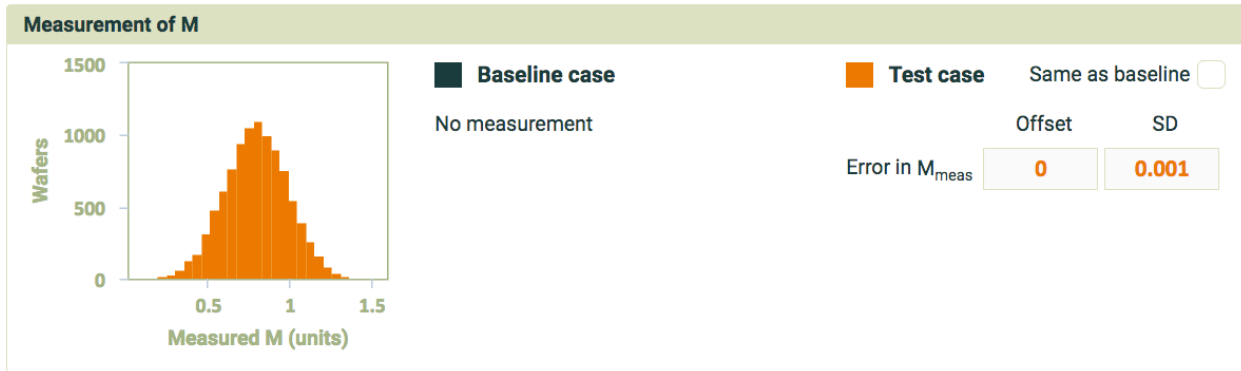 Measurement of M
1500
1000
500
0
Wafers
0.5 1 1.5
Measured M (units)
Baseline case
No measurement
Test case Same as baseline
Offset SD
Error in Mmeas 0 0.001